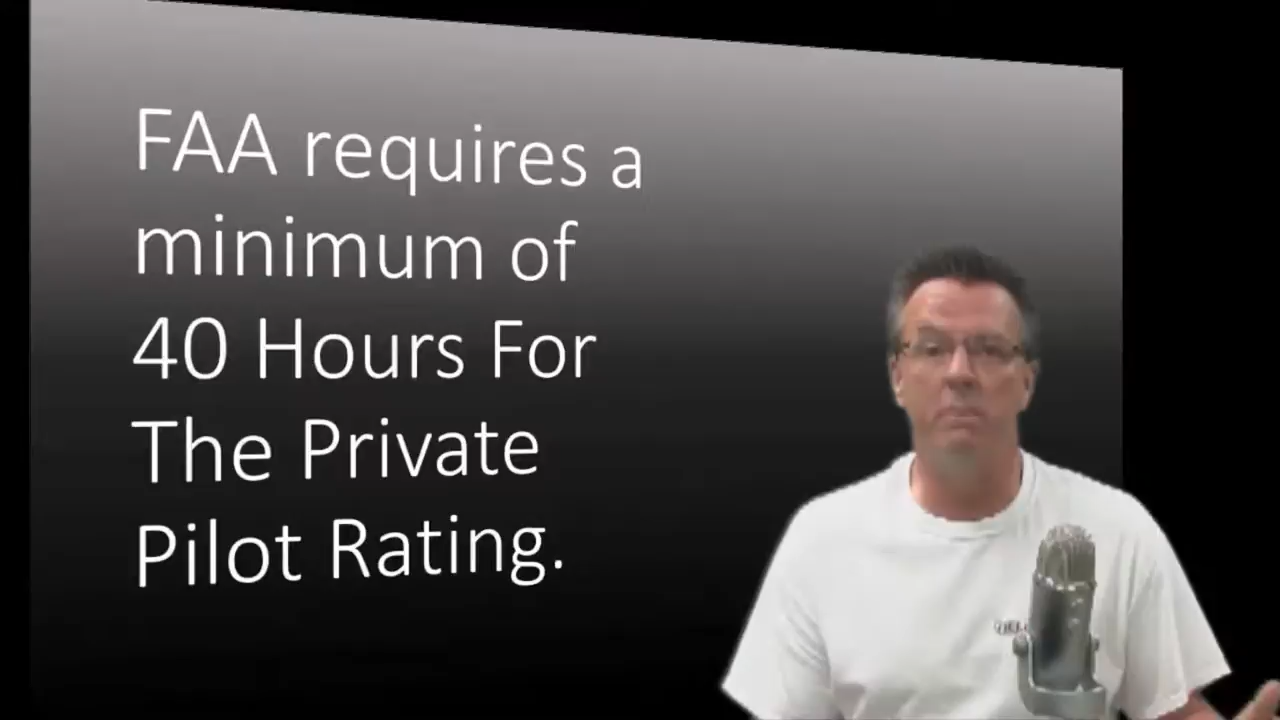 FAA requires a
minimum of
40 Hours For
The Private
Pilot Rating.